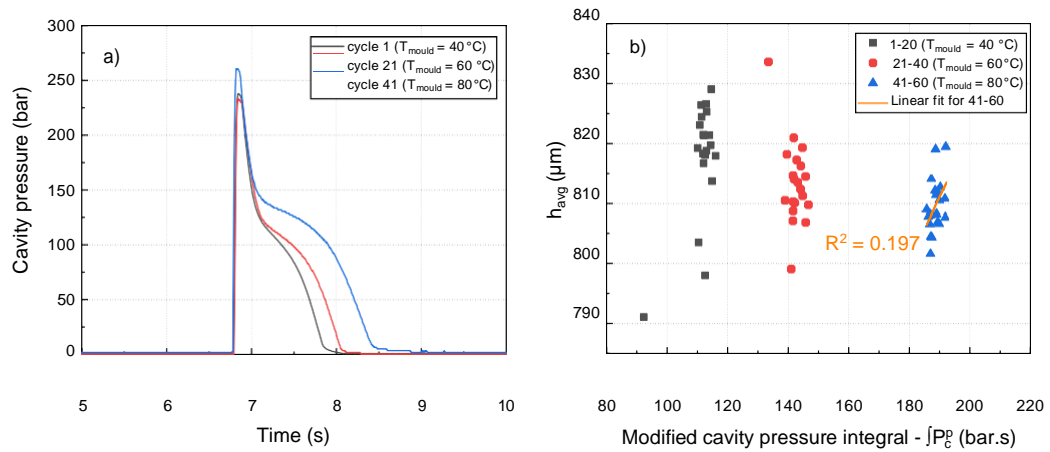 300
250
200
150
100
50
0
Cavity pressure (bar)
a)
cycle 1 (Tmould = 40 °C)
cycle 21 (Tmould = 60 °C)
cycle 41 (Tmould = 80°C)
5 6 7 8 9 10
Time (s)
840
830
820
810
800
790
havg (µm)
b)
1-20 (Tmould = 40 °C)
21-40 (Tmould = 60°C)
41-60 (Tmould = 80°C)
Linear fit for 41-60
R² = 0.197
80 100 120 140 160 180 200 220
Modified cavity pressure integral - ∫Pcp (bar.s)